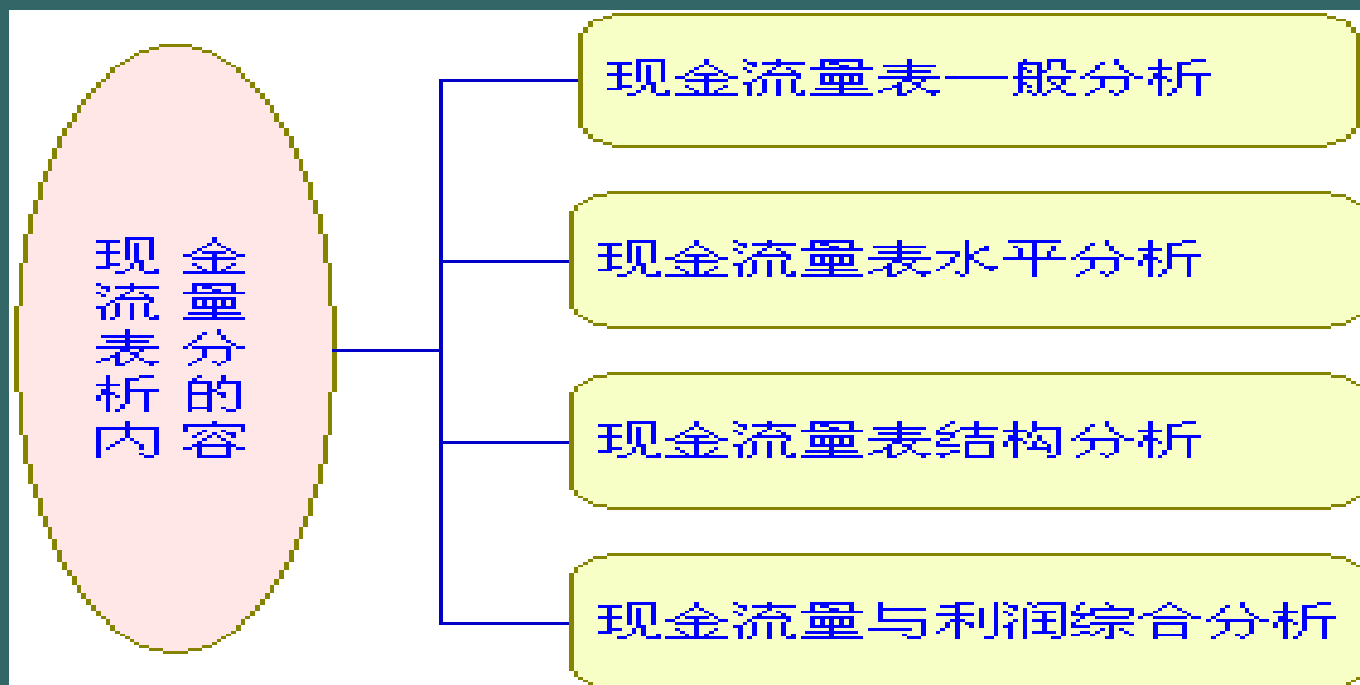 现 金
流 量
表 分
析 的
内 容
现金流量表一般分析
现金流量表水平分析
现金流量表结构分析
现金流量与利润综合分析